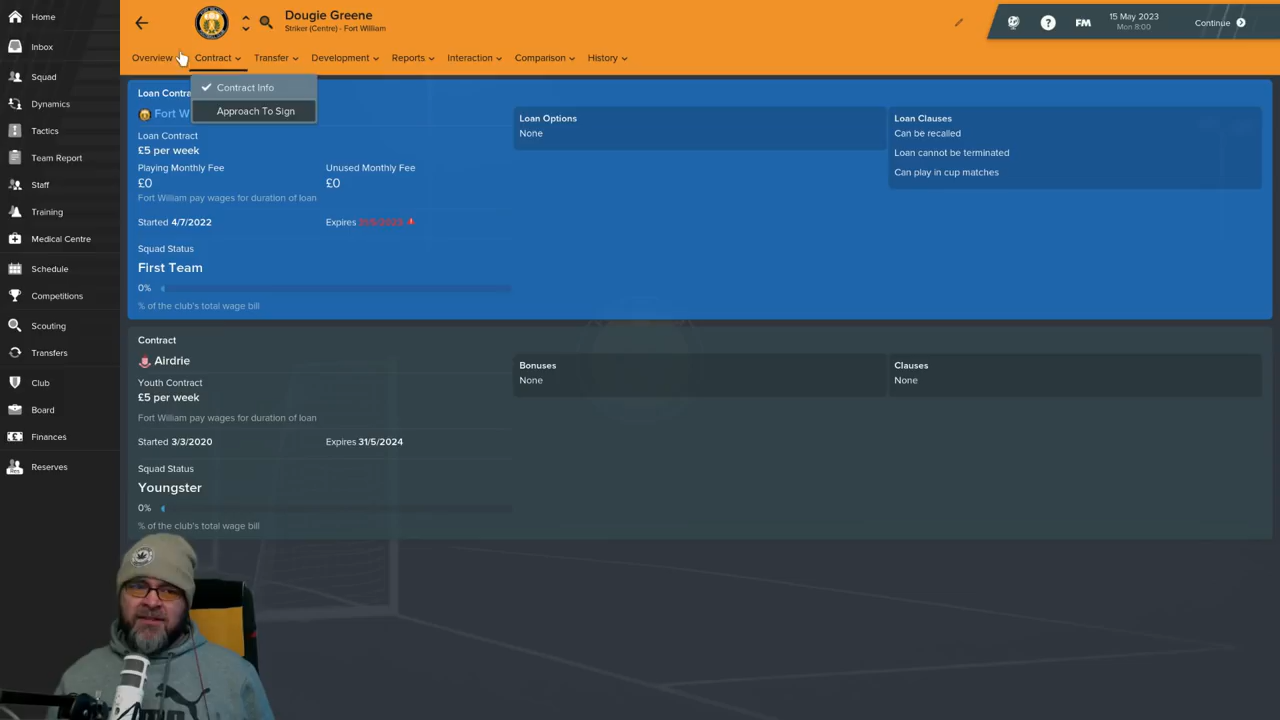 Dougie Greene
Striker (Centre) - Fort William
15 May 2023
Mon 8:00
FM
Continue
Overview
Contract
Transfer
Development
Reports
Interaction
Comparison
History
Contract Info
Approach To Sign
Home
Inbox
Squad
Dynamics
Tactics
Team Report
Staff
Training
Medical Centre
Schedule
Competitions
Scouting
Transfers
Club
Board
Finances
Reserves
Loan Contra
Fort W
Loan Contract
£5 per week
Playing Monthly Fee
Unused Monthly Fee
£0
£0
Fort William pay wages for duration of loan
Started 4/7/2022
Expires
Squad Status
First Team
0%
% of the club's total wage bill
Loan Options
None
Loan Clauses
Can be recalled
Loan cannot be terminated
Can play in cup matches
Contract
Airdrie
Youth Contract
£5 per week
Fort William pay wages for duration of loan
Started 3/3/2020
Expires 31/5/2024
Squad Status
Youngster
0%
% of the club's total wage bill
Bonuses
None
Clauses
None